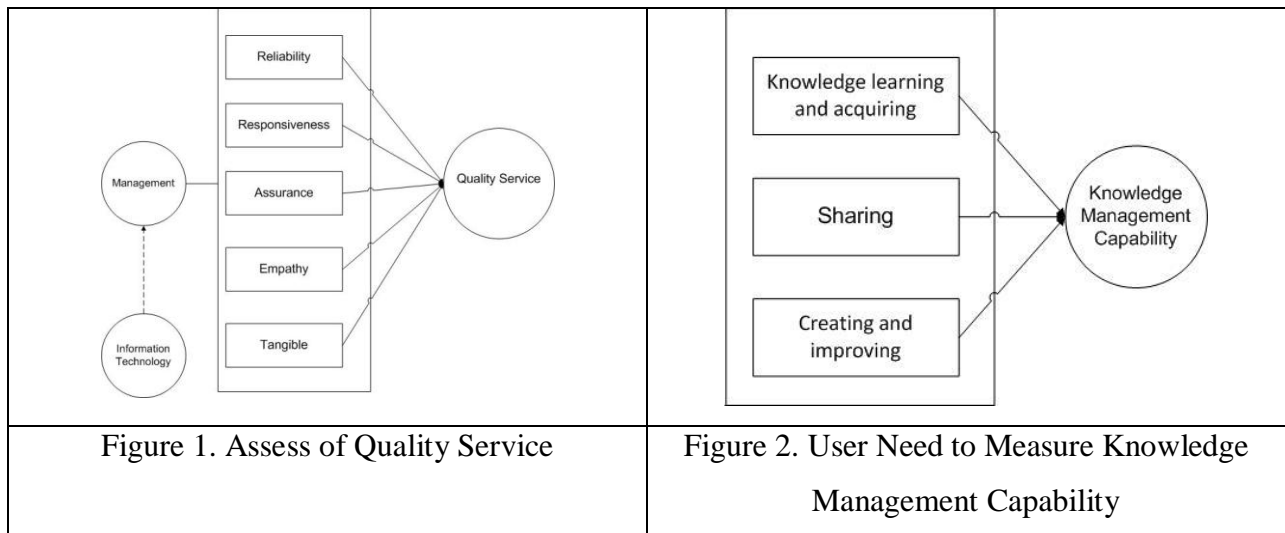 Reliability
Responsiveness
Assurance
Empathy
Tangible
Management
Information
Technology
Quality Service
Figure 1. Assess of Quality Service
Knowledge learning
and acquiring
Sharing
Creating and
improving
Knowledge
Management
Capability
Figure 2. User Need to Measure Knowledge
Management Capability